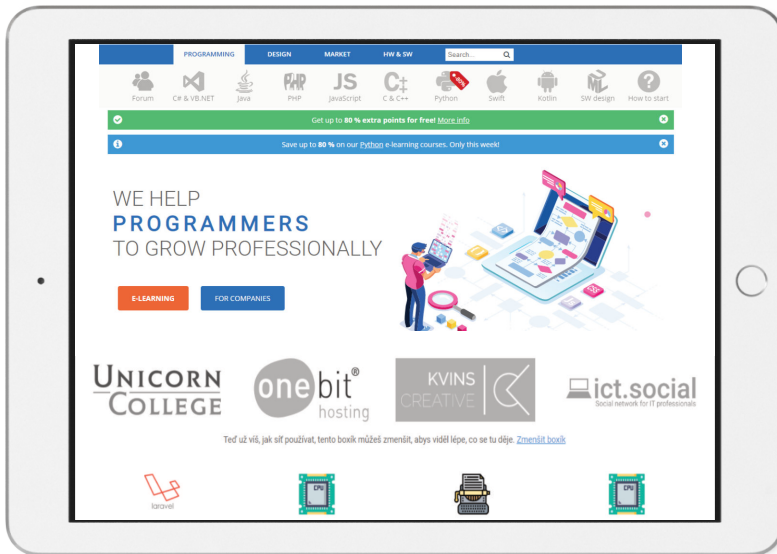 PROGRAMMING DESIGN MARKET HW & SW Search...
PHP JS
Forum C# & VB.NET Java PHP JavaScript C & C++ Python Swift Kotlin SW design How to start
Get up to 80 % extra points for free! More info
Save up to 80 % on our Python e-learning courses. Only this week!
WE HELP
PROGRAMMERS
TO GROW PROFESSIONALLY
E-LEARNING FOR COMPANIES
UNICORN
COLLEGE
onebit®
hosting
KVINS
CREATIVE
ict.social
Social network for IT professionals
Teď už víš, jak síť používat, tento boxík můžeš zmenšit, abys viděl lépe, co se tu děje. Zmenšit boxík
laravel CPU CPU